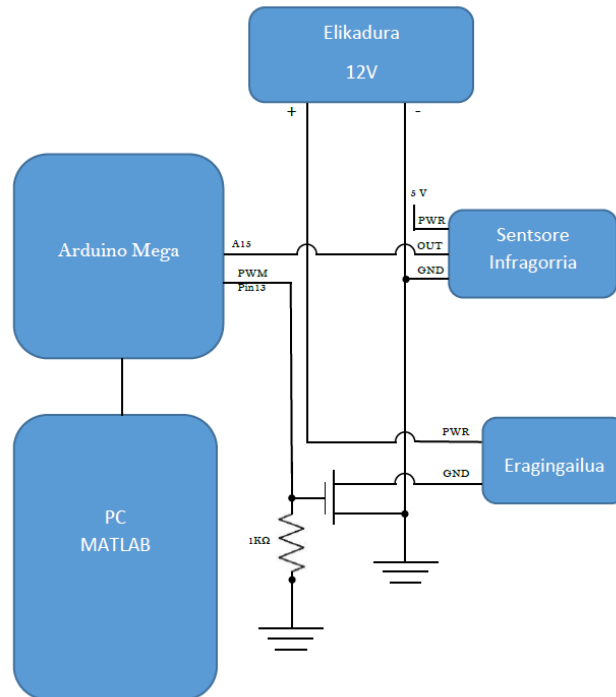 Elikadura
12V
+
-
5 V
PWR
Arduino Mega
A15
OUT
Sentsore
Infragorria
PWM
GND
Pin13
PWR
Eragingailua
GND
PC
MATLAB
1KΩ